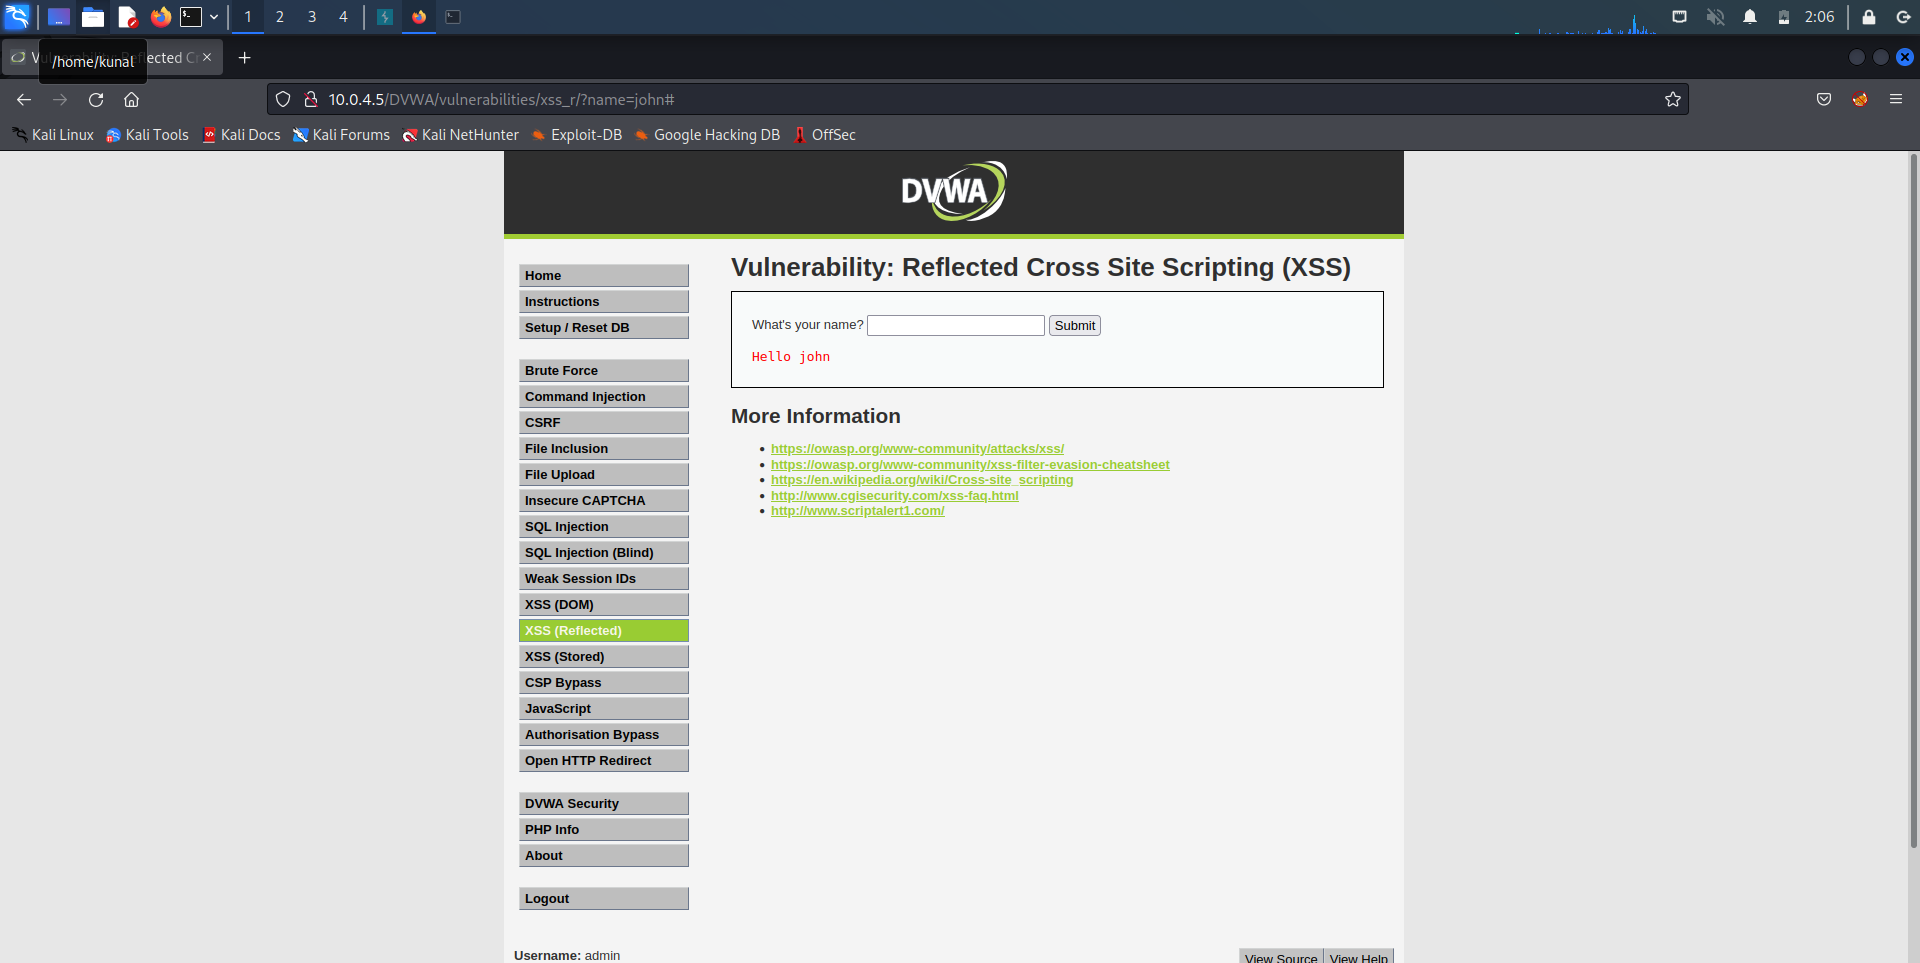 1 2 3 4 2:06
/home/kunal
10.0.4.5/DVWA/vulnerabilities/xss_r/?name=john#
Kali Linux Kali Tools Kali Docs Kali Forums Kali NetHunter Exploit-DB Google Hacking DB OffSec
DVWA
Home
Instructions
Setup / Reset DB
Brute Force
Command Injection
CSRF
File Inclusion
File Upload
Insecure CAPTCHA
SQL Injection
SQL Injection (Blind)
Weak Session IDs
XSS (DOM)
XSS (Reflected)
XSS (Stored)
CSP Bypass
JavaScript
Authorisation Bypass
Open HTTP Redirect
DVWA Security
PHP Info
About
Logout
Vulnerability: Reflected Cross Site Scripting (XSS)
What's your name? Submit
Hello john
More Information
https://owasp.org/www-community/attacks/xss/
https://owasp.org/www-community/xss-filter-evasion-cheatsheet
https://en.wikipedia.org/wiki/Cross-site_scripting
http://www.cgisecurity.com/xss-faq.html
http://www.scriptalert1.com/
Username: admin
View Source View Help